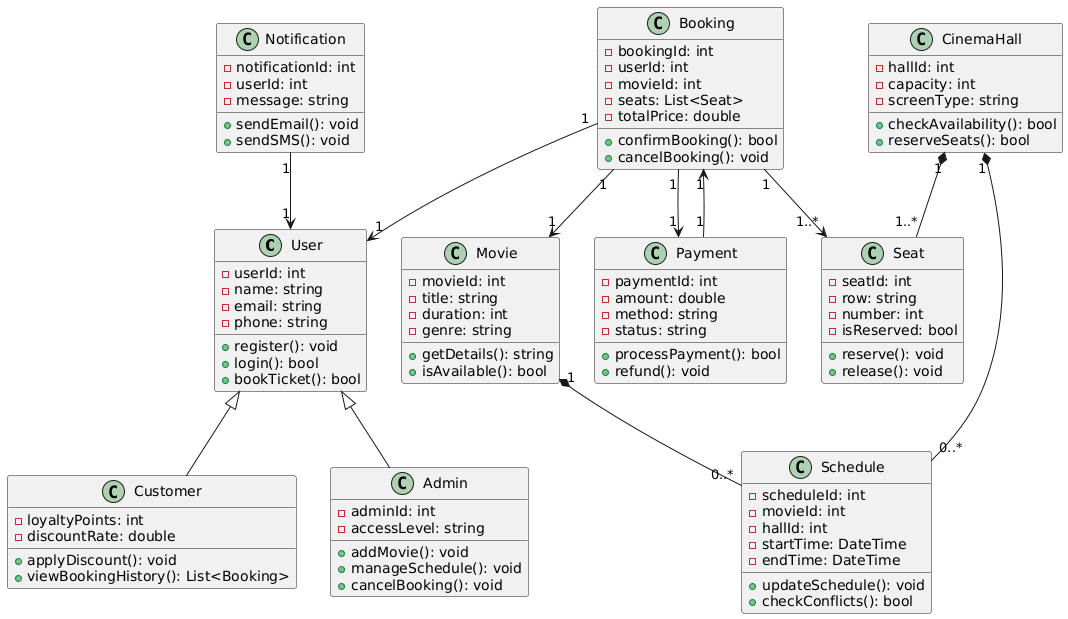 C Notification
notificationId: int
userId: int
message: string
sendEmail(): void
sendSMS(): void
C Booking
bookingId: int
userId: int
movieId: int
seats: List<Seat>
totalPrice: double
confirmBooking(): bool
cancelBooking(): void
C CinemaHall
hallId: int
capacity: int
screenType: string
checkAvailability(): bool
reserveSeats(): bool
1
1
1
1
1
1
1
1
1
1
1
1
1
1..*
1..*
C User
userId: int
name: string
email: string
phone: string
register(): void
login(): bool
bookTicket(): bool
C Movie
movieId: int
title: string
duration: int
genre: string
getDetails(): string
isAvailable(): bool
C Payment
paymentId: int
amount: double
method: string
status: string
processPayment(): bool
refund(): void
C Seat
seatId: int
row: string
number: int
isReserved: bool
reserve(): void
release(): void
1
0..*
0..*
C Customer
loyaltyPoints: int
discountRate: double
applyDiscount(): void
viewBookingHistory(): List<Booking>
C Admin
adminId: int
accessLevel: string
addMovie(): void
manageSchedule(): void
cancelBooking(): void
C Schedule
scheduleId: int
movieId: int
hallId: int
startTime: DateTime
endTime: DateTime
updateSchedule(): void
checkConflicts(): bool